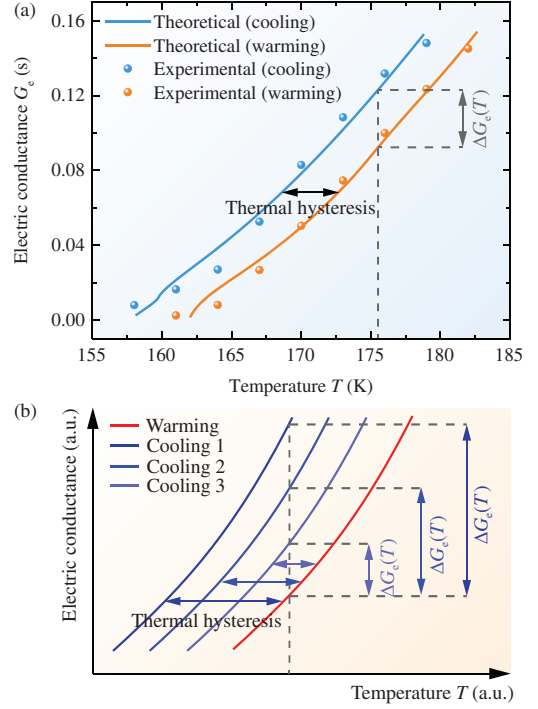 (a)
0.16
0.12
0.08
0.04
0.00
Electric conductance Ge (s)
Theoretical (cooling)
Theoretical (warming)
Experimental (cooling)
Experimental (warming)
ΔGe(T)
Thermal hysteresis
155 160 165 170 175 180 185
Temperature T (K)
(b)
Electric conductance (a.u.)
Warming
Cooling 1
Cooling 2
Cooling 3
ΔGe(T)
ΔGe(T)
ΔGe(T)
Thermal hysteresis
Temperature T (a.u.)